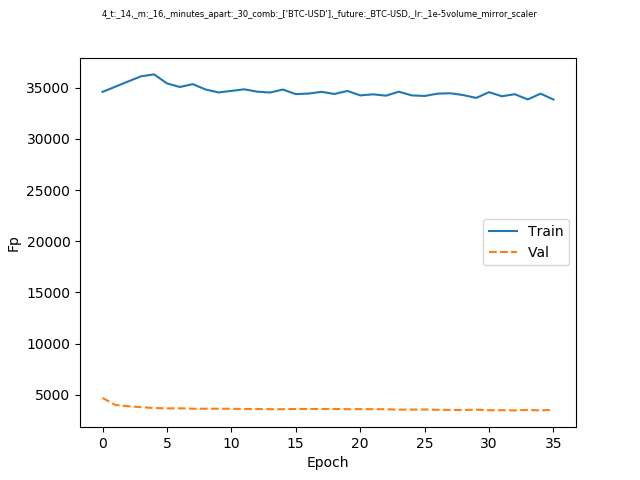 4_t:_14,_m:_16,_minutes_apart:_30_comb:_['BTC-USD'],_future:_BTC-USD,_lr:_1e-5volume_mirror_scaler
35000
30000
25000
20000
15000
10000
5000
Fp
Train
Val
0 5 10 15 20 25 30 35
Epoch